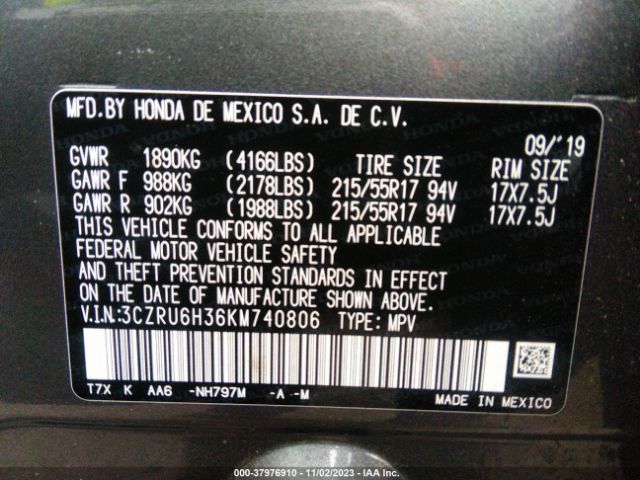 MFD.BY HONDA DE MEXICO S.A. DE C.V.
09/'19
GVWR 1890KG (4166LBS) TIRE SIZE RIM SIZE
GAWR F 988KG (2178LBS) 215/55R17 94V 17X7.5J
GAWR R 902KG (1988LBS) 215/55R17 94V 17X7.5J
THIS VEHICLE CONFORMS TO ALL APPLICABLE
FEDERAL MOTOR VEHICLE SAFETY
AND THEFT PREVENTION STANDARDS IN EFFECT
ON THE DATE OF MANUFACTURE SHOWN ABOVE.
V.I.N:3CZRU6H36KM740806 TYPE: MPV
T7X K AA6 -NH797M -A -M
MADE IN MEXICO
000-37976910 - 11/02/2023 - IAA Inc.